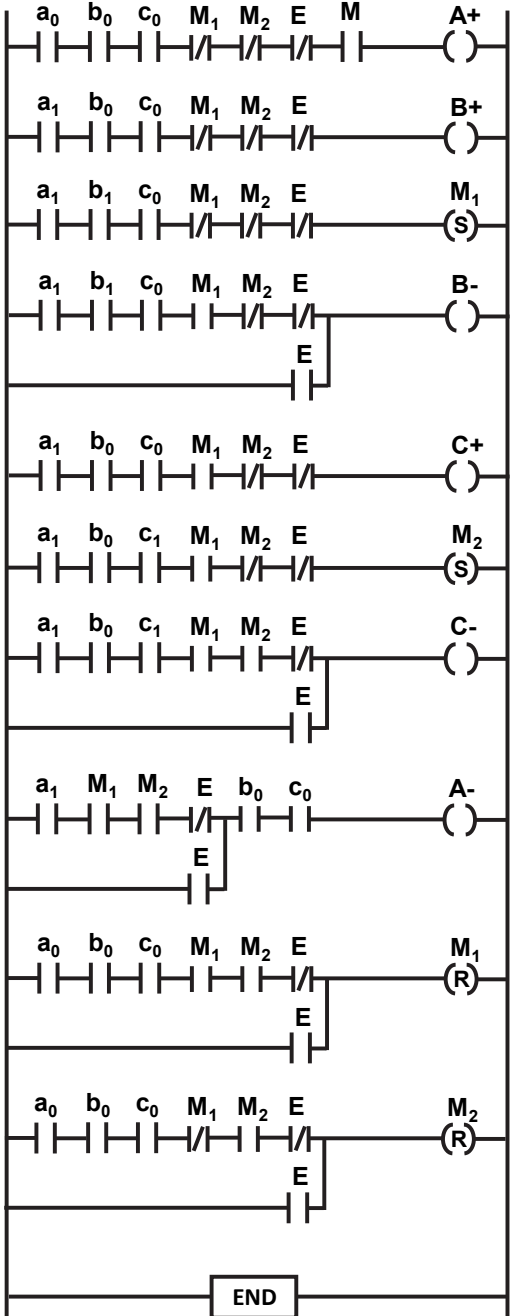 a₀ b₀ c₀ M₁ M₂ E M A+
a₁ b₀ c₀ M₁ M₂ E B+
a₁ b₁ c₀ M₁ M₂ E M₁
S
a₁ b₁ c₀ M₁ M₂ E B-
E
a₁ b₀ c₀ M₁ M₂ E C+
a₁ b₀ c₁ M₁ M₂ E M₂
S
a₁ b₀ c₁ M₁ M₂ E C-
E
a₁ M₁ M₂ E b₀ c₀ A-
E
a₀ b₀ c₀ M₁ M₂ E M₁
R
E
a₀ b₀ c₀ M₁ M₂ E M₂
R
E
END